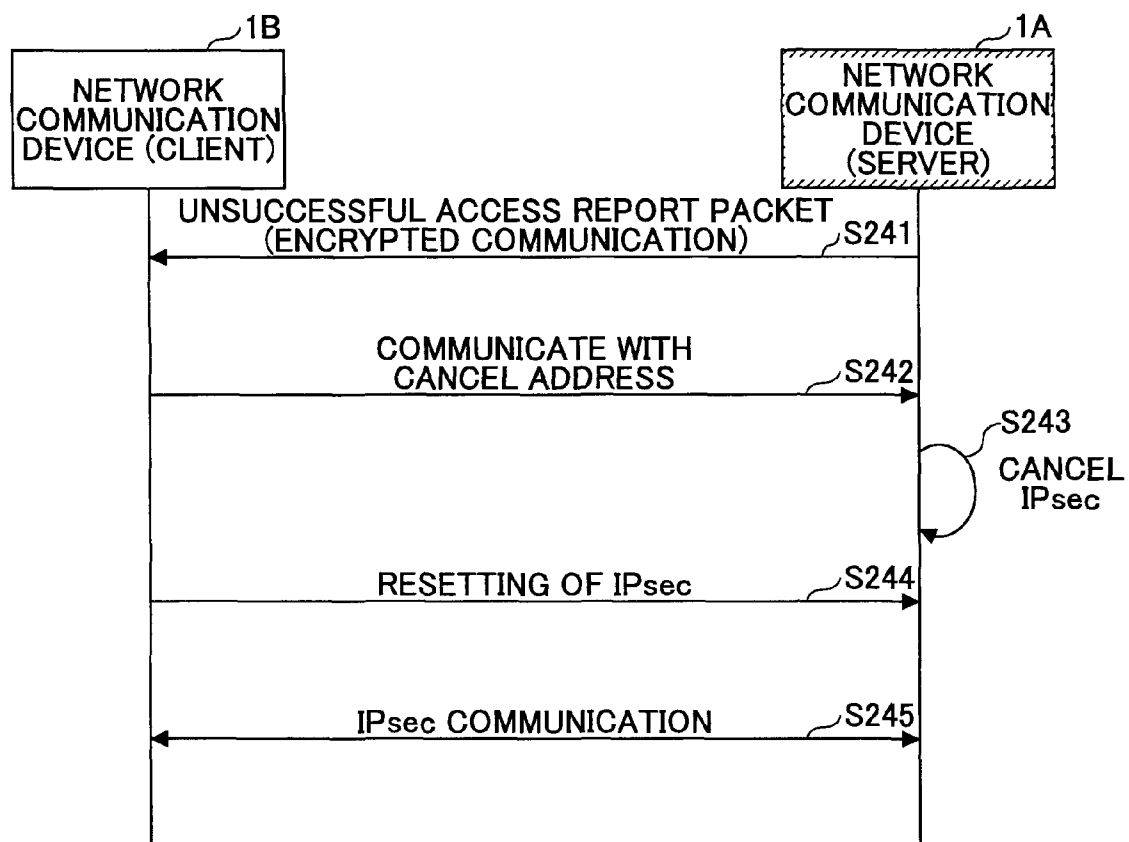 1B
NETWORK
COMMUNICATION
DEVICE (CLIENT)
1A
NETWORK
COMMUNICATION
DEVICE
(SERVER)
UNSUCCESSFUL ACCESS REPORT PACKET
(ENCRYPTED COMMUNICATION)
S241
COMMUNICATE WITH
CANCEL ADDRESS
S242
S243
CANCEL
IPsec
RESETTING OF IPsec
S244
IPsec COMMUNICATION
S245